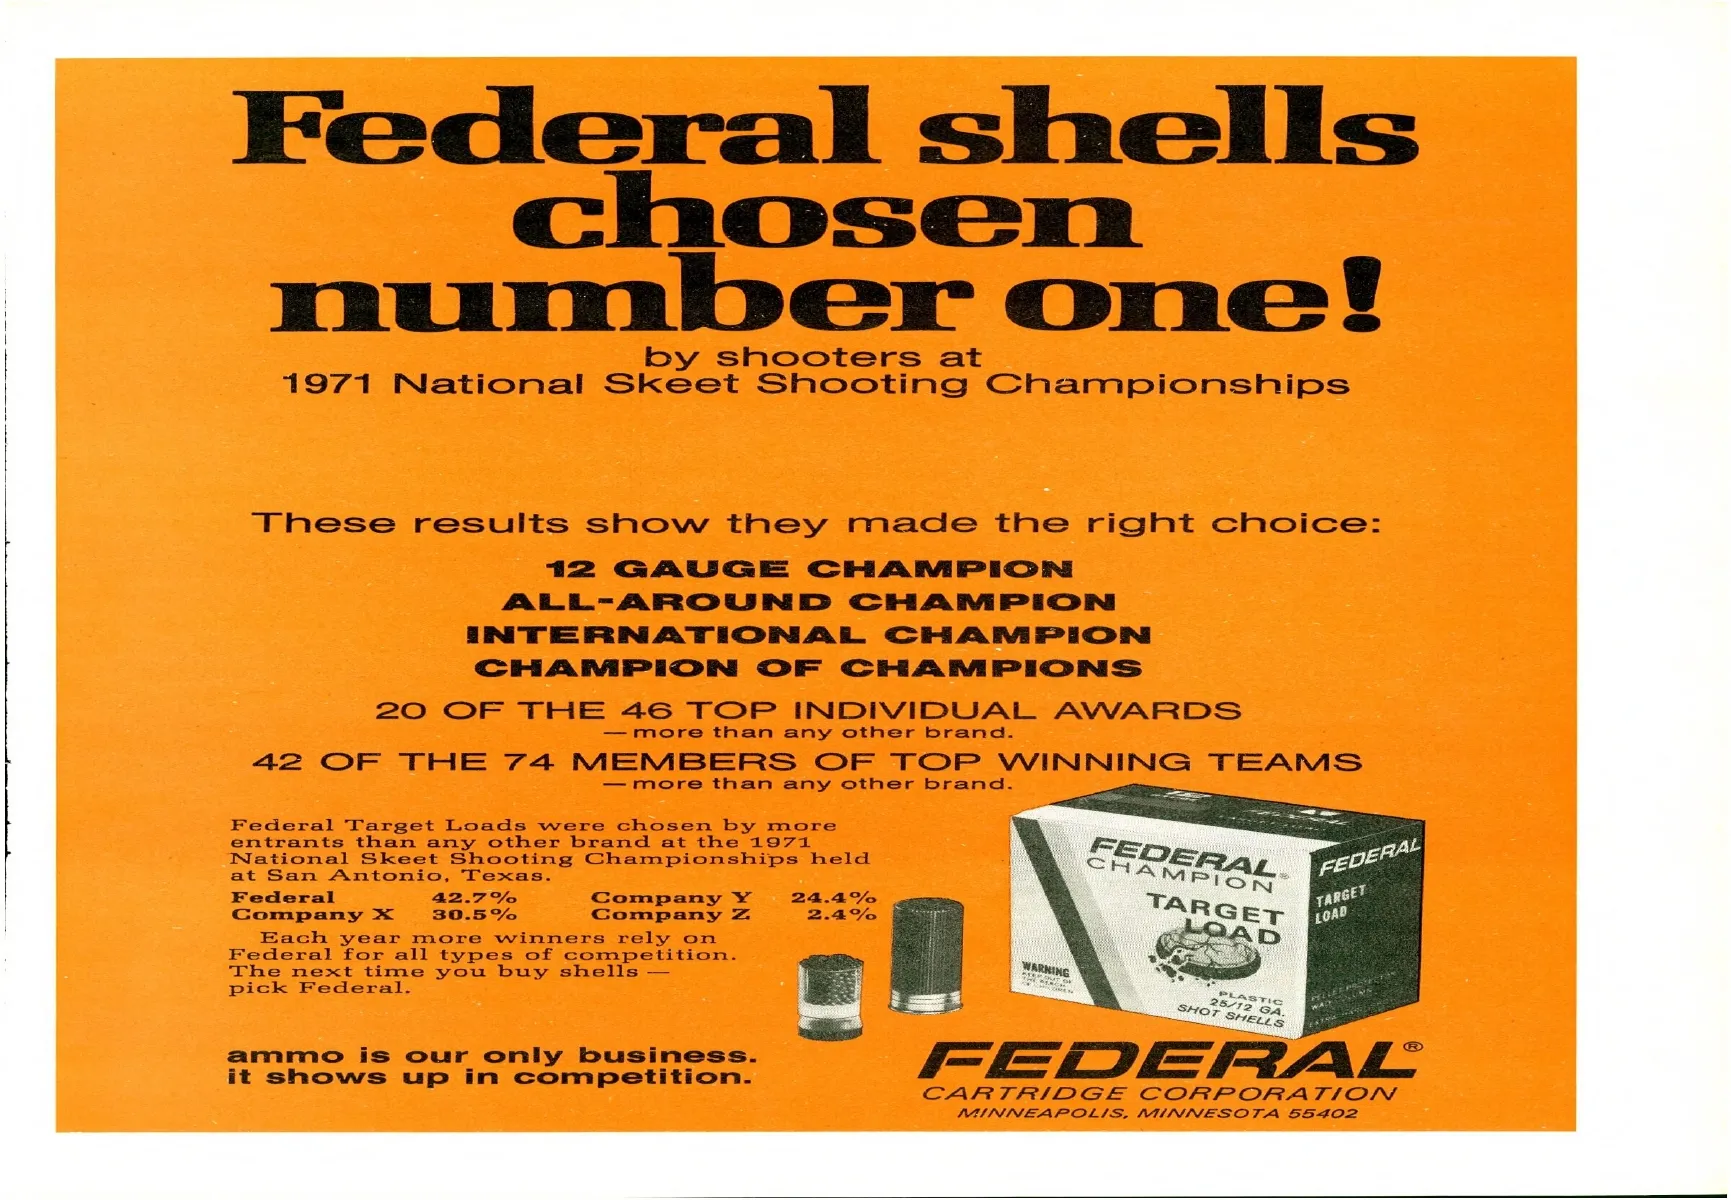 Federal shells
chosen
number one!
by shooters at
1971 National Skeet Shooting Championships
These results show they made the right choice:
12 GAUGE CHAMPION
ALL-AROUND CHAMPION
INTERNATIONAL CHAMPION
CHAMPION OF CHAMPIONS
20 OF THE 46 TOP INDIVIDUAL AWARDS
— more than any other brand.
42 OF THE 74 MEMBERS OF TOP WINNING TEAMS
— more than any other brand.
Federal Target Loads were chosen by more
entrants than any other brand at the 1971
National Skeet Shooting Championships held
at San Antonio, Texas.
Federal 42.7% Company Y 24.4%
Company X 30.5% Company Z 2.4%
Each year more winners rely on
Federal for all types of competition.
The next time you buy shells —
pick Federal.
ammo is our only business.
it shows up in competition.
FEDERAL®
CHAMPION
TARGET
LOAD
WARNING
KEEP OUT OF
THE REACH
OF CHILDREN
PLASTIC
25/12 GA.
SHOT SHELLS
FEDERAL
TARGET
LOAD
FEDERAL®
CARTRIDGE CORPORATION
MINNEAPOLIS, MINNESOTA 55402